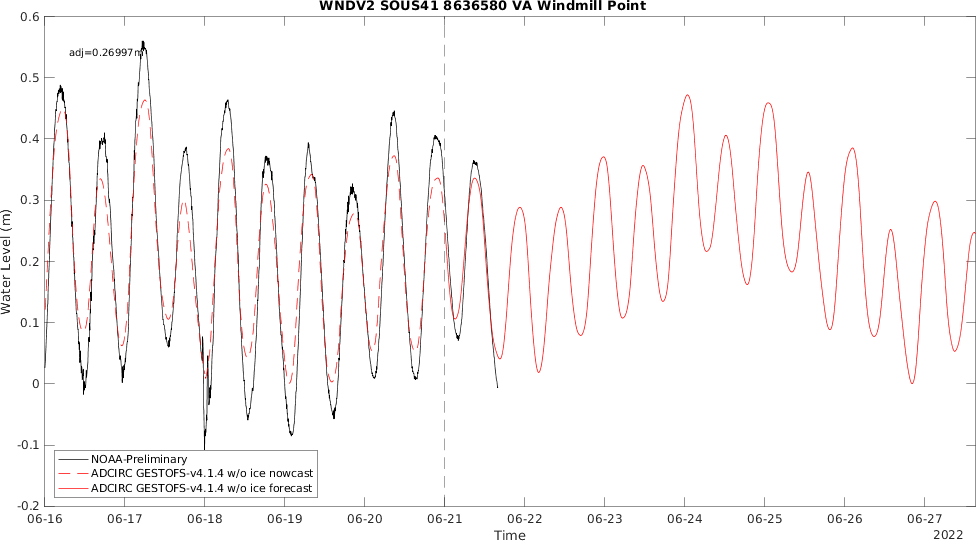 WNDV2 SOUS41 8636580 VA Windmill Point
adj=0.26997m
Water Level (m)
0.6
0.5
0.4
0.3
0.2
0.1
0
-0.1
-0.2
NOAA-Preliminary
ADCIRC GESTOFS-v4.1.4 w/o ice nowcast
ADCIRC GESTOFS-v4.1.4 w/o ice forecast
06-16 06-17 06-18 06-19 06-20 06-21 06-22 06-23 06-24 06-25 06-26 06-27
Time
2022